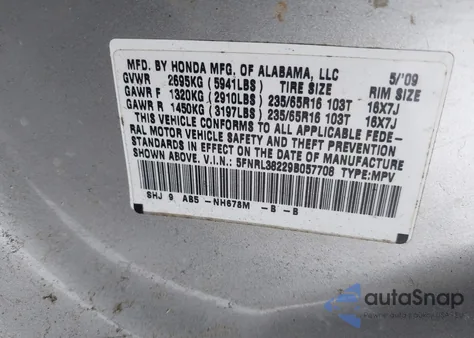 MFD. BY HONDA MFG. OF ALABAMA, LLC 5/'09
GVWR 2695KG (5941LBS) TIRE SIZE RIM SIZE
GAWR F 1320KG (2910LBS) 235/65R16 103T 16X7J
GAWR R 1450KG (3197LBS) 235/65R16 103T 16X7J
THIS VEHICLE CONFORMS TO ALL APPLICABLE FEDE-
RAL MOTOR VEHICLE SAFETY AND THEFT PREVENTION
STANDARDS IN EFFECT ON THE DATE OF MANUFACTURE
SHOWN ABOVE. V.I.N.: 5FNRL38229B057708 TYPE:MPV
SHJ 9 AB5 -NH678M -B -B
autoSnap